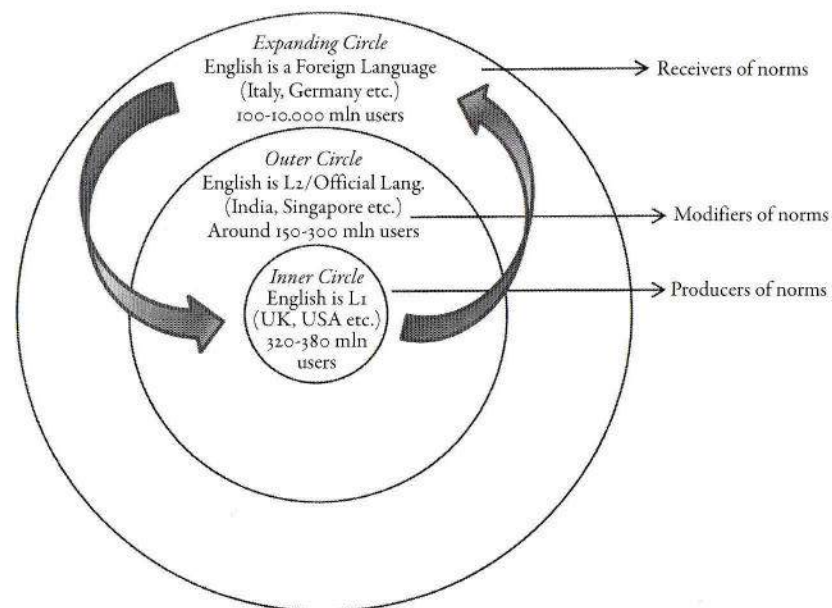 Expanding Circle
English is a Foreign Language
(Italy, Germany etc.)
100-10.000 mln users
Receivers of norms
Outer Circle
English is L2/Official Lang.
(India, Singapore etc.)
Around 150-300 mln users
Modifiers of norms
Inner Circle
English is L1
(UK, USA etc.)
320-380 mln
users
Producers of norms